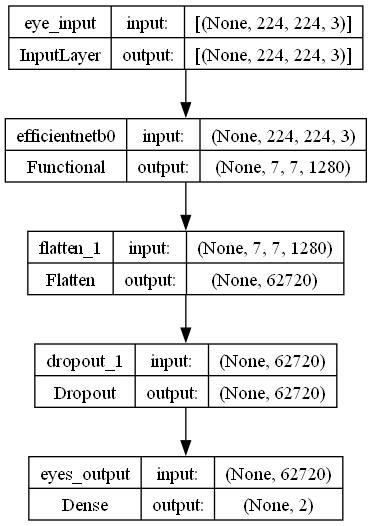 eye_input input: [(None, 224, 224, 3)]
InputLayer output: [(None, 224, 224, 3)]
efficientnetb0 input: (None, 224, 224, 3)
Functional output: (None, 7, 7, 1280)
flatten_1 input: (None, 7, 7, 1280)
Flatten output: (None, 62720)
dropout_1 input: (None, 62720)
Dropout output: (None, 62720)
eyes_output input: (None, 62720)
Dense output: (None, 2)